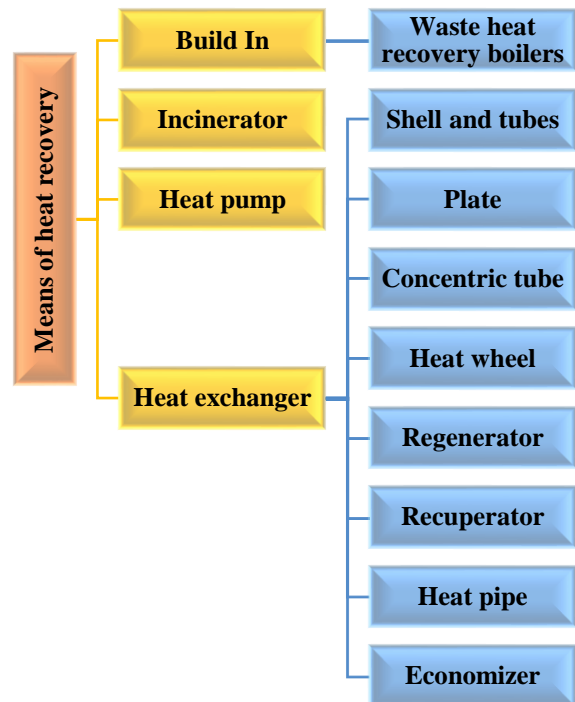 Means of heat recovery
Build In
Waste heat
recovery boilers
Incinerator
Heat pump
Heat exchanger
Shell and tubes
Plate
Concentric tube
Heat wheel
Regenerator
Recuperator
Heat pipe
Economizer